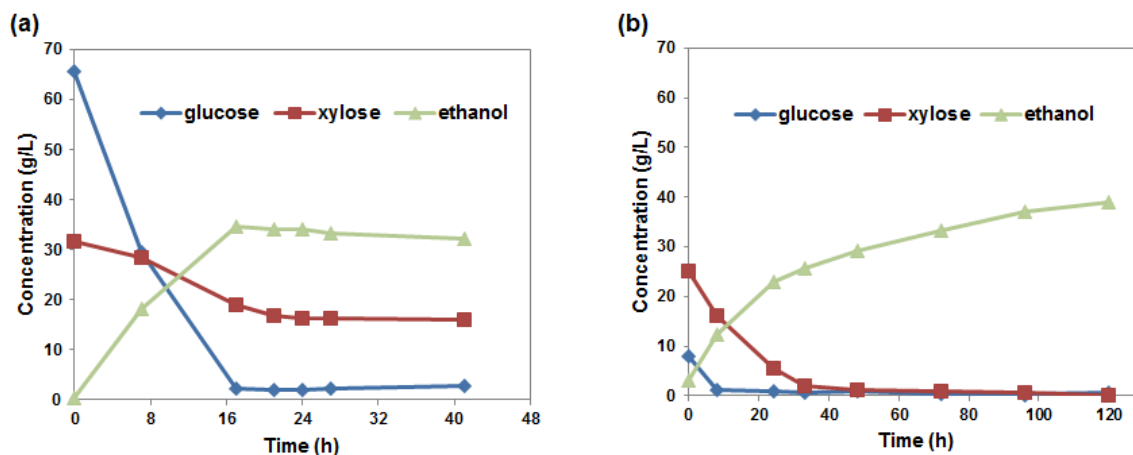 (a)
70
60
50
40
30
20
10
0
Concentration (g/L)
glucose xylose ethanol
0 8 16 24 32 40 48
Time (h)
(b)
70
60
50
40
30
20
10
0
Concentration (g/L)
glucose xylose ethanol
0 20 40 60 80 100 120
Time (h)